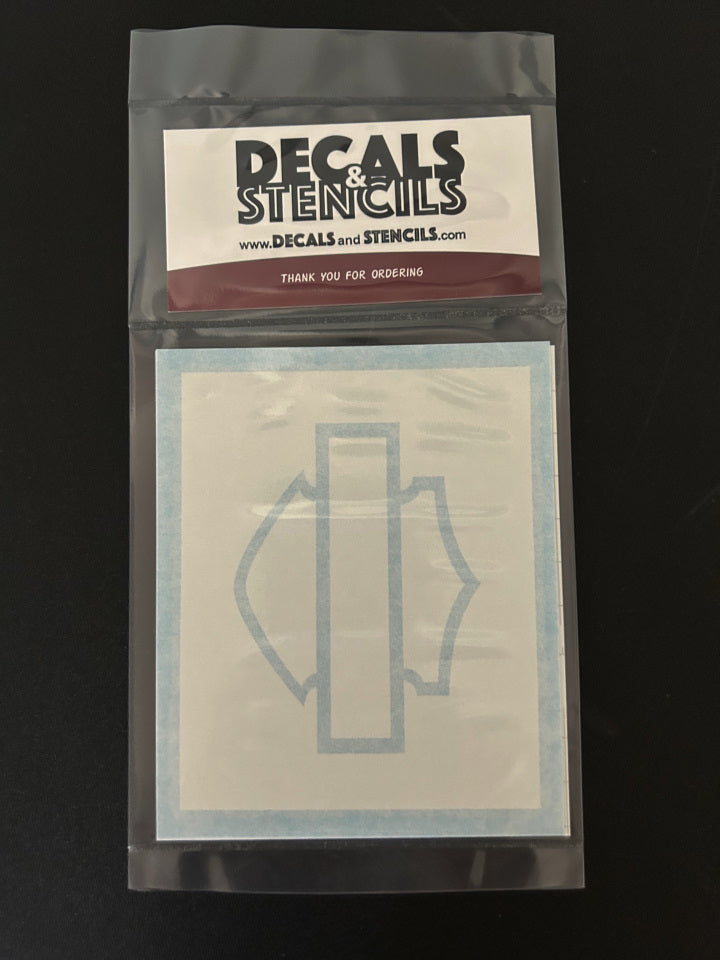 DECALS
&
STENCILS
www.DECALS and STENCILS.com
THANK YOU FOR ORDERING